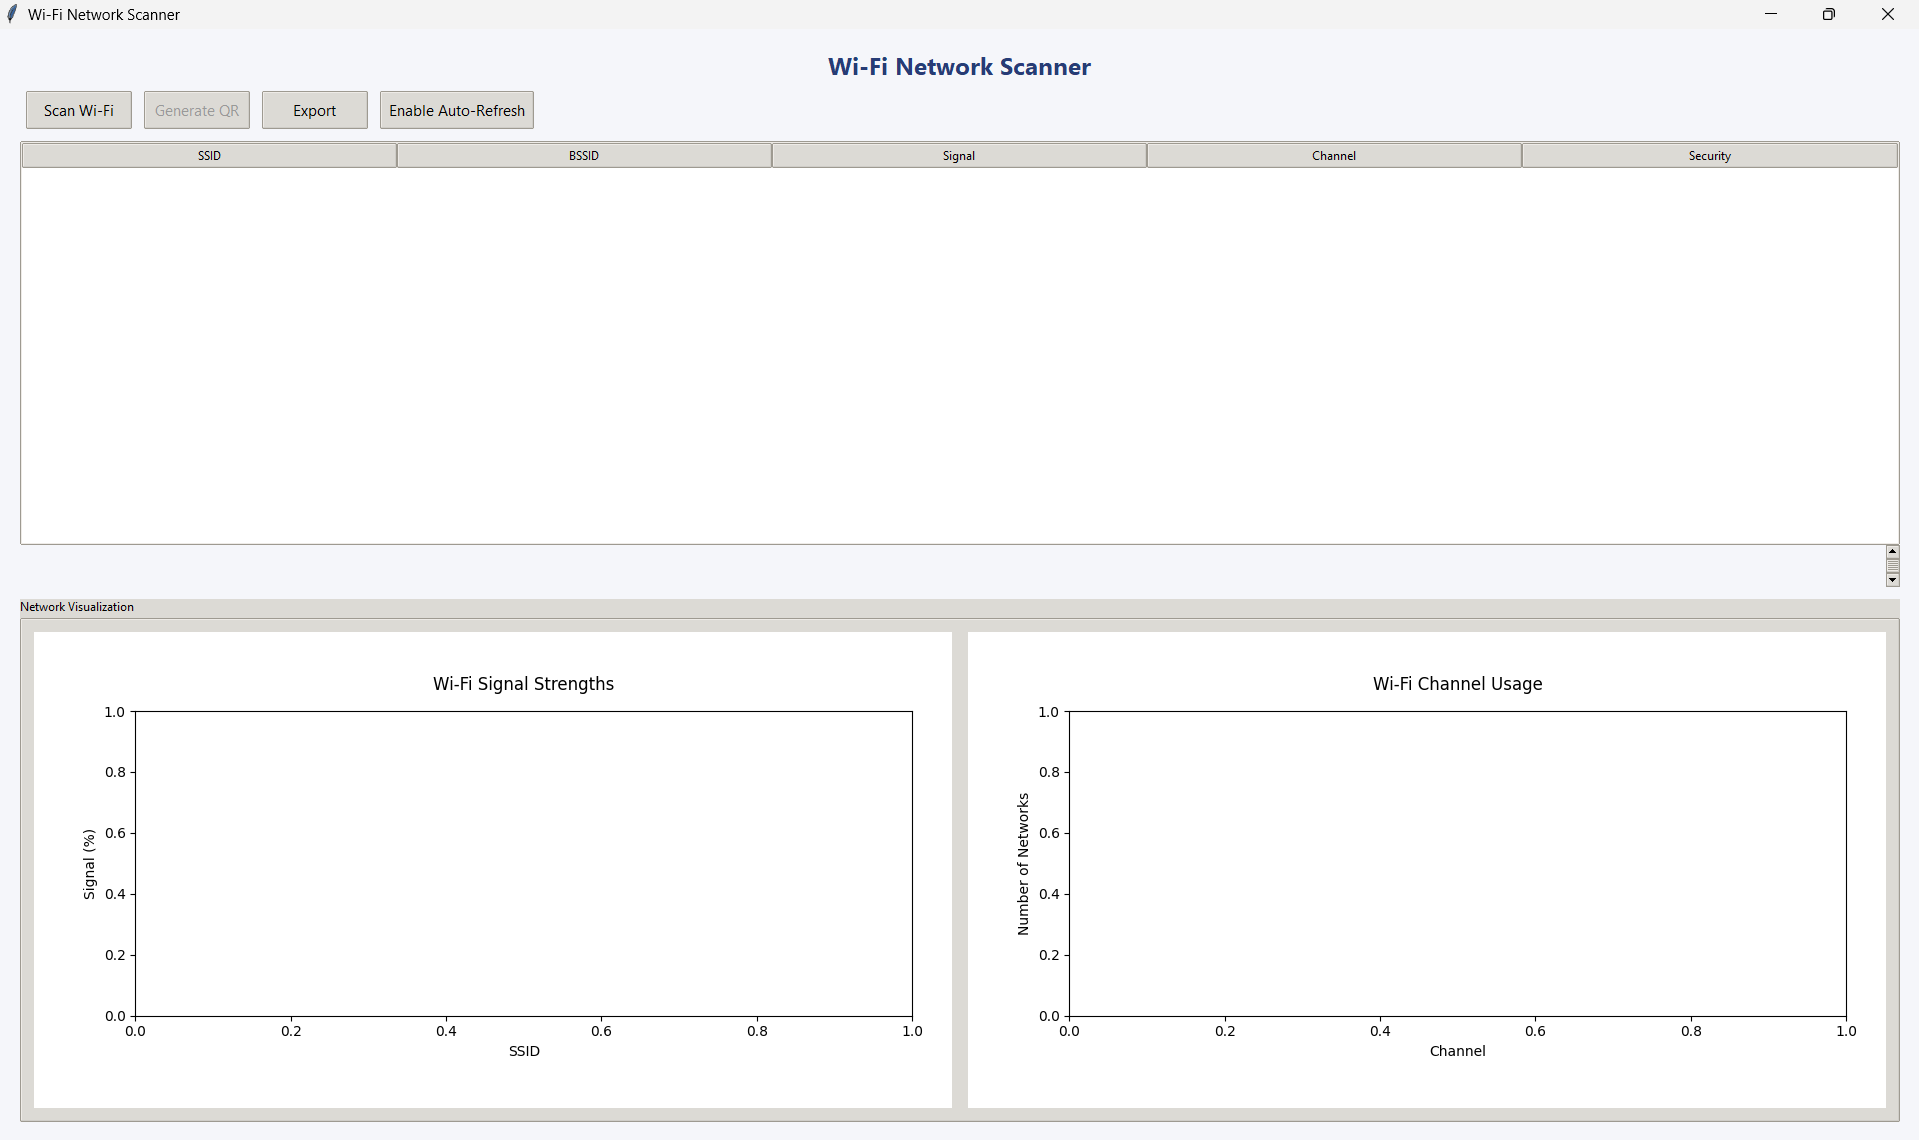 Wi-Fi Network Scanner
Wi-Fi Network Scanner
Scan Wi-Fi Generate QR Export Enable Auto-Refresh
SSID BSSID Signal Channel Security
Network Visualization
Wi-Fi Signal Strengths
1.0
0.8
0.6
0.4
0.2
0.0
Signal (%)
0.0 0.2 0.4 0.6 0.8 1.0
SSID
Wi-Fi Channel Usage
1.0
0.8
0.6
0.4
0.2
0.0
Number of Networks
0.0 0.2 0.4 0.6 0.8 1.0
Channel